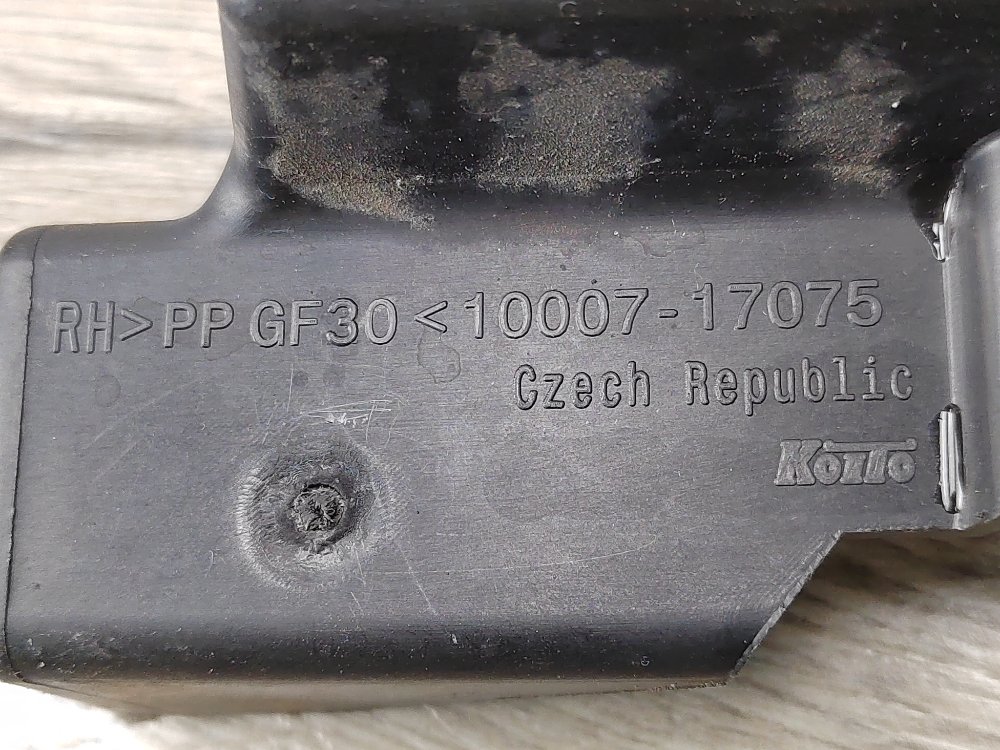 RH>PP GF30<10007-17075
Czech Republic
KoIto